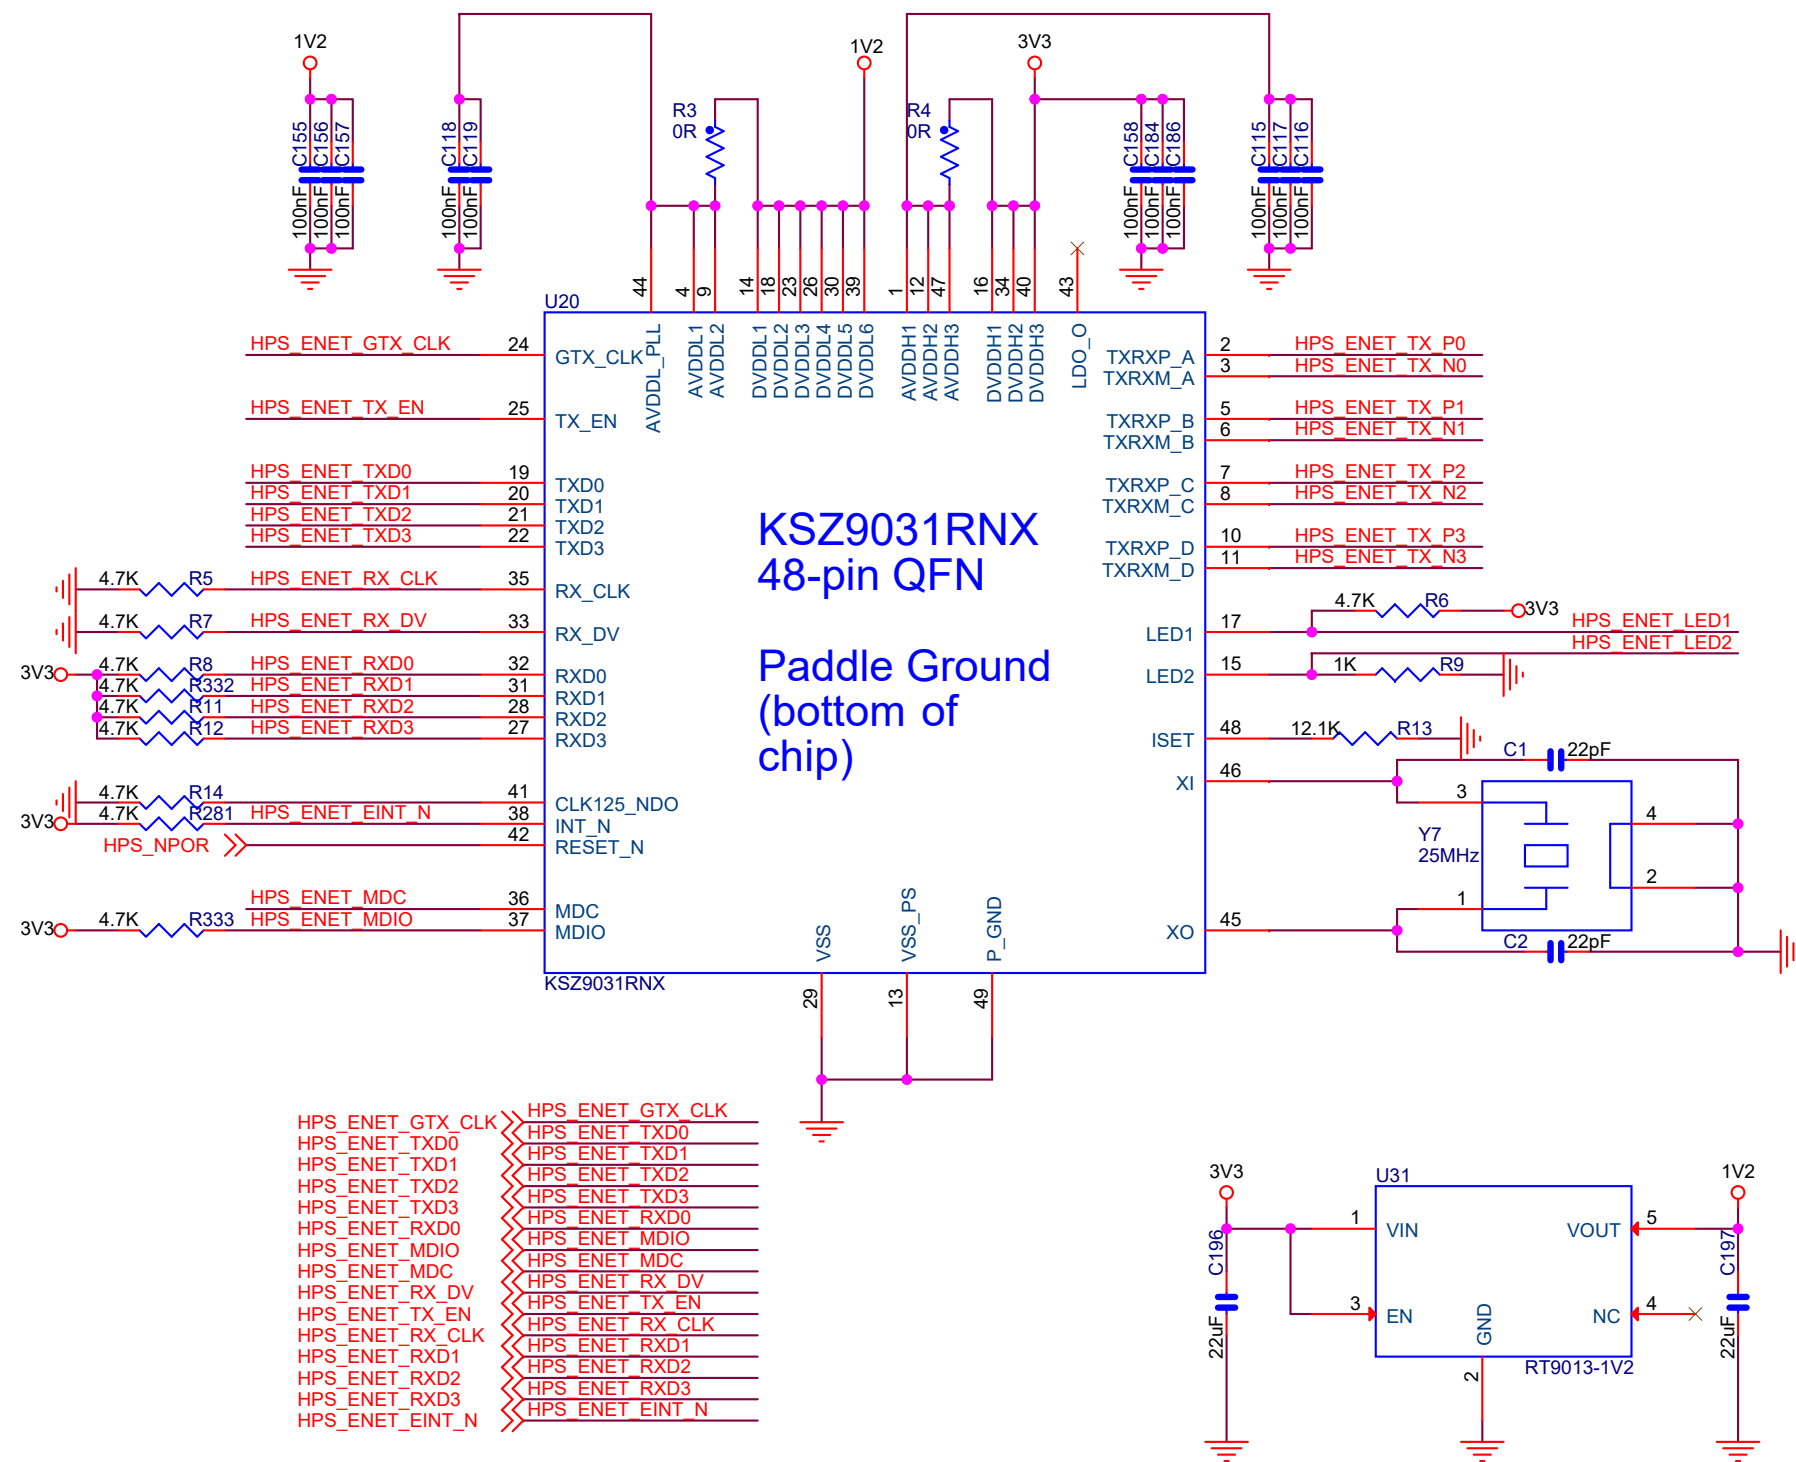 1V2
1V2
3V3
C155
C156
C157
100nF
100nF
100nF
C118
C119
100nF
100nF
R3
0R
R4
0R
C158
C184
C186
100nF
100nF
100nF
C115
C117
C116
100nF
100nF
100nF
44
4
9
14
18
23
26
30
39
1
12
47
16
34
40
43
U20
AVDDL_PLL
AVDDL1
AVDDL2
DVDDL1
DVDDL2
DVDDL3
DVDDL4
DVDDL5
DVDDL6
AVDDH1
AVDDH2
AVDDH3
DVDDH1
DVDDH2
DVDDH3
LDO_O
HPS_ENET_GTX_CLK 24 GTX_CLK
HPS_ENET_TX_EN 25 TX_EN
HPS_ENET_TXD0 19 TXD0
HPS_ENET_TXD1 20 TXD1
HPS_ENET_TXD2 21 TXD2
HPS_ENET_TXD3 22 TXD3
4.7K R5 HPS_ENET_RX_CLK 35 RX_CLK
4.7K R7 HPS_ENET_RX_DV 33 RX_DV
3V3 4.7K R8 HPS_ENET_RXD0 32 RXD0
4.7K R332 HPS_ENET_RXD1 31 RXD1
4.7K R11 HPS_ENET_RXD2 28 RXD2
4.7K R12 HPS_ENET_RXD3 27 RXD3
4.7K R14 41 CLK125_NDO
3V3 4.7K R281 HPS_ENET_EINT_N 38 INT_N
HPS_NPOR 42 RESET_N
HPS_ENET_MDC 36 MDC
3V3 4.7K R333 HPS_ENET_MDIO 37 MDIO
KSZ9031RNX
48-pin QFN
Paddle Ground
(bottom of
chip)
TXRXP_A 2 HPS_ENET_TX_P0
TXRXM_A 3 HPS_ENET_TX_N0
TXRXP_B 5 HPS_ENET_TX_P1
TXRXM_B 6 HPS_ENET_TX_N1
TXRXP_C 7 HPS_ENET_TX_P2
TXRXM_C 8 HPS_ENET_TX_N2
TXRXP_D 10 HPS_ENET_TX_P3
TXRXM_D 11 HPS_ENET_TX_N3
4.7K R6 3V3
LED1 17 HPS_ENET_LED1
HPS_ENET_LED2
LED2 15 1K R9
ISET 48 12.1K R13
C1 22pF
XI 46
3
4
Y7
25MHz
2
1
XO 45
C2 22pF
VSS
VSS_PS
P_GND
KSZ9031RNX
29
13
49
HPS_ENET_GTX_CLK HPS_ENET_GTX_CLK
HPS_ENET_TXD0 HPS_ENET_TXD0
HPS_ENET_TXD1 HPS_ENET_TXD1
HPS_ENET_TXD2 HPS_ENET_TXD2
HPS_ENET_TXD3 HPS_ENET_TXD3
HPS_ENET_RXD0 HPS_ENET_RXD0
HPS_ENET_MDIO HPS_ENET_MDIO
HPS_ENET_MDC HPS_ENET_MDC
HPS_ENET_RX_DV HPS_ENET_RX_DV
HPS_ENET_TX_EN HPS_ENET_TX_EN
HPS_ENET_RX_CLK HPS_ENET_RX_CLK
HPS_ENET_RXD1 HPS_ENET_RXD1
HPS_ENET_RXD2 HPS_ENET_RXD2
HPS_ENET_RXD3 HPS_ENET_RXD3
HPS_ENET_EINT_N HPS_ENET_EINT_N
3V3
U31
1V2
1 VIN
VOUT 5
C196
C197
3 EN
NC 4
GND
22uF
22uF
RT9013-1V2
2